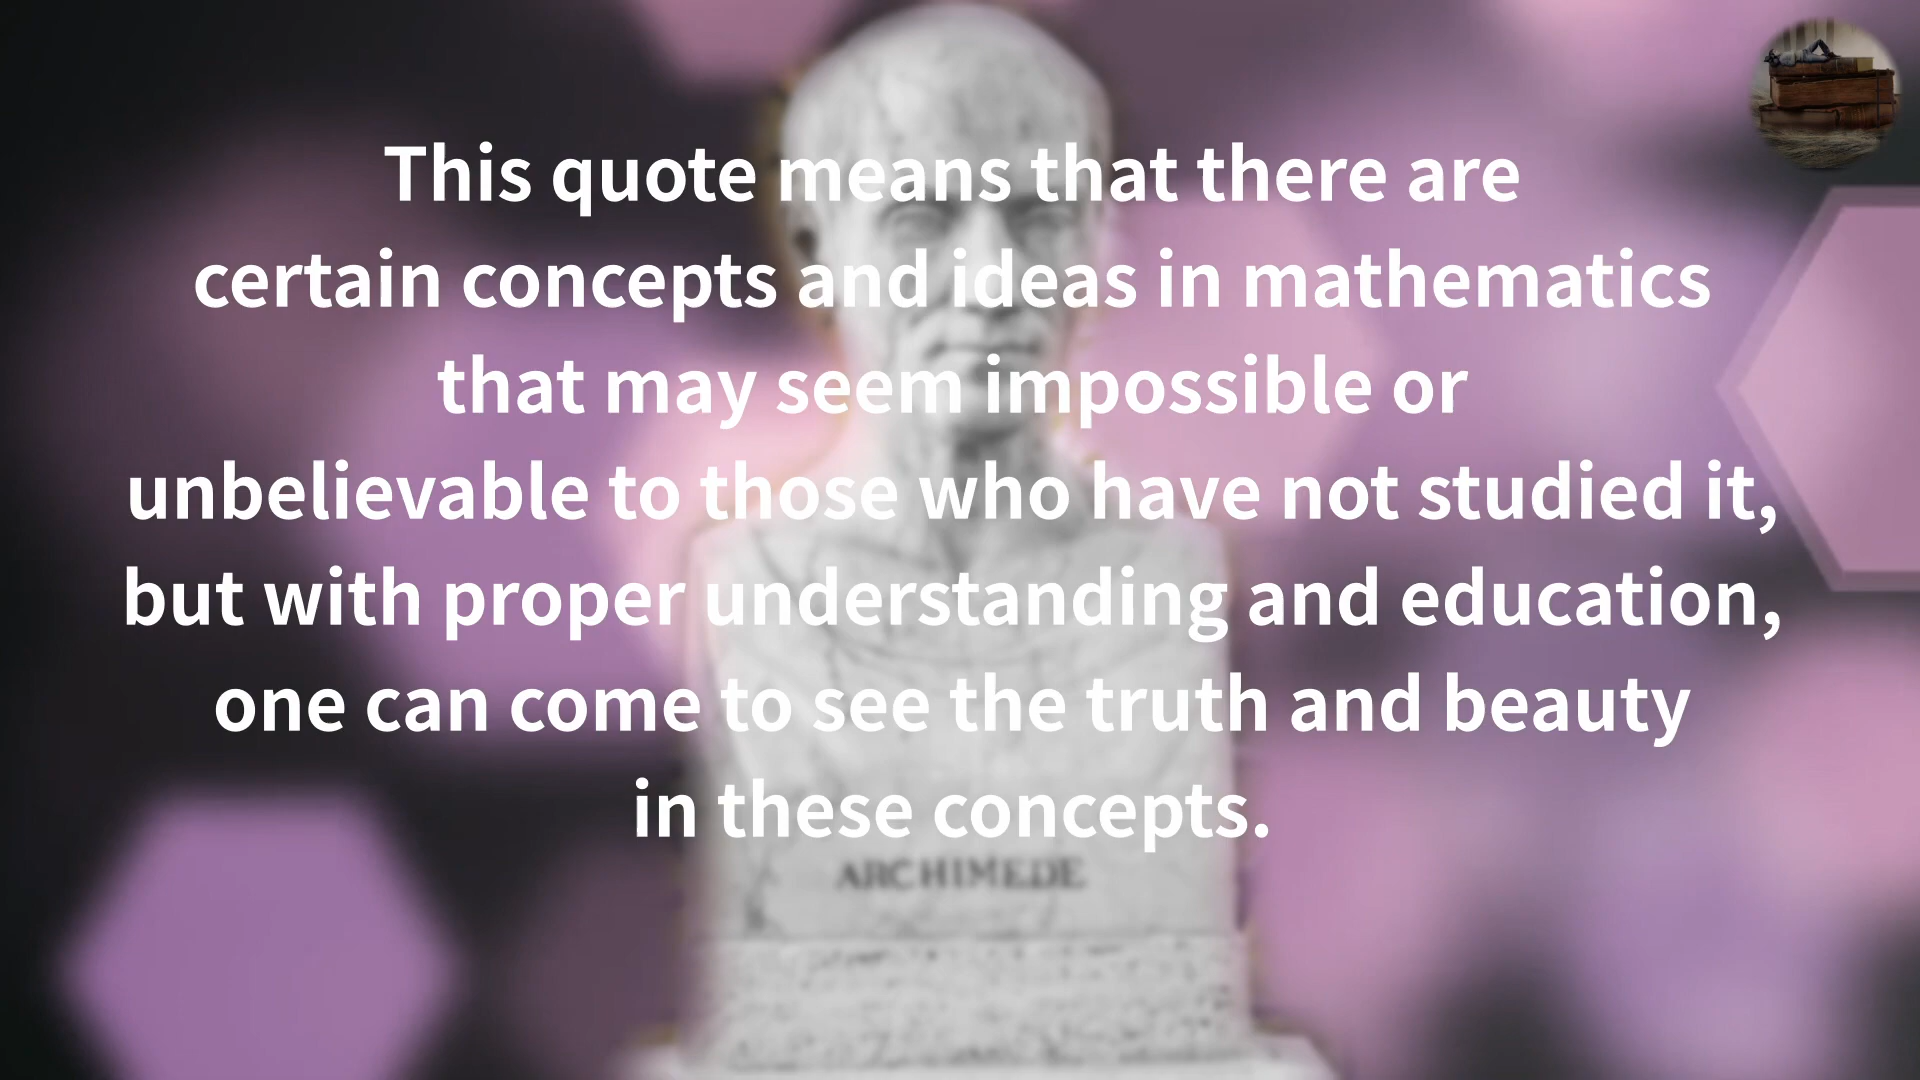 This quote means that there are
certain concepts and ideas in mathematics
that may seem impossible or
unbelievable to those who have not studied it,
but with proper understanding and education,
one can come to see the truth and beauty
in these concepts.
ARCHIMEDE